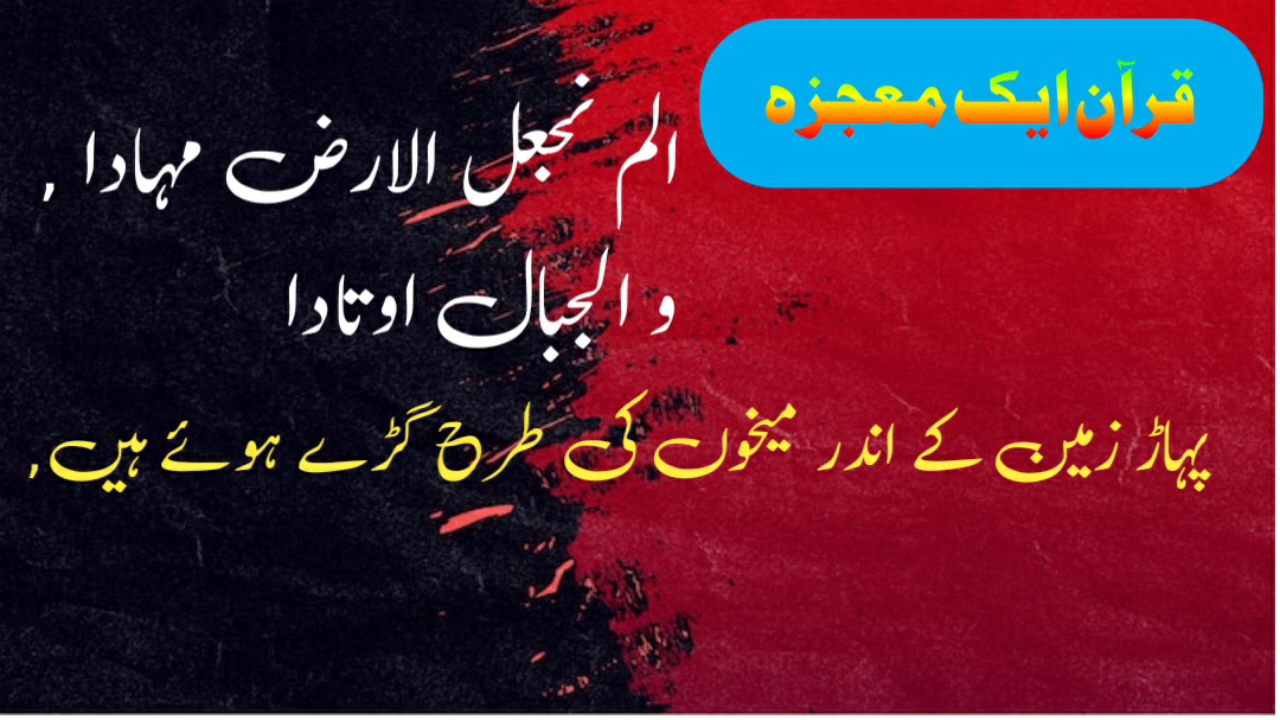 قرآن ایک معجزہ
الم نجعل الارض مہادا ,
و الجبال اوتادا
پہاڑ زمین کے اندر میخوں کی طرح گڑے ہوئے ہیں,